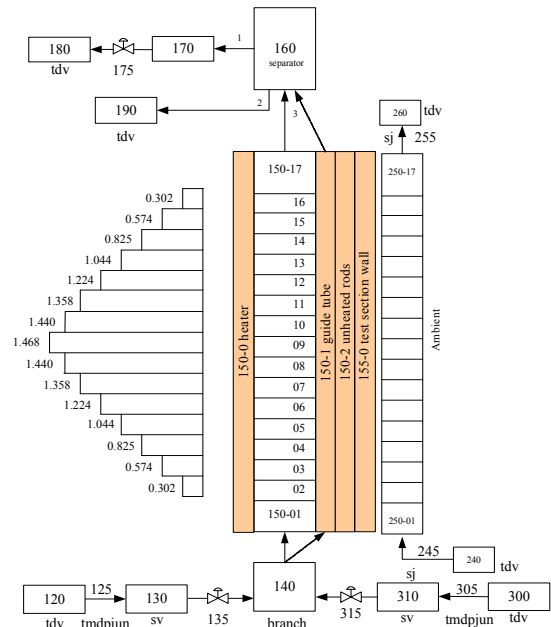 180
170
1
160
separator
tdv
175
190
2
3
tdv
260
tdv
sj
255
150-17
16
15
14
13
12
11
10
09
08
07
06
05
04
03
02
150-01
0.302
0.574
0.825
1.044
1.224
1.358
1.440
1.468
1.440
1.358
1.224
1.044
0.825
0.574
0.302
150-0 heater
150-1 guide tube
150-2 unheated rods
155-0 test section wall
250-17
250-01
Ambient
245
sj
240
tdv
120
tdv
125
tmdpjun
130
sv
135
140
branch
315
310
sv
305
tmdpjun
300
tdv